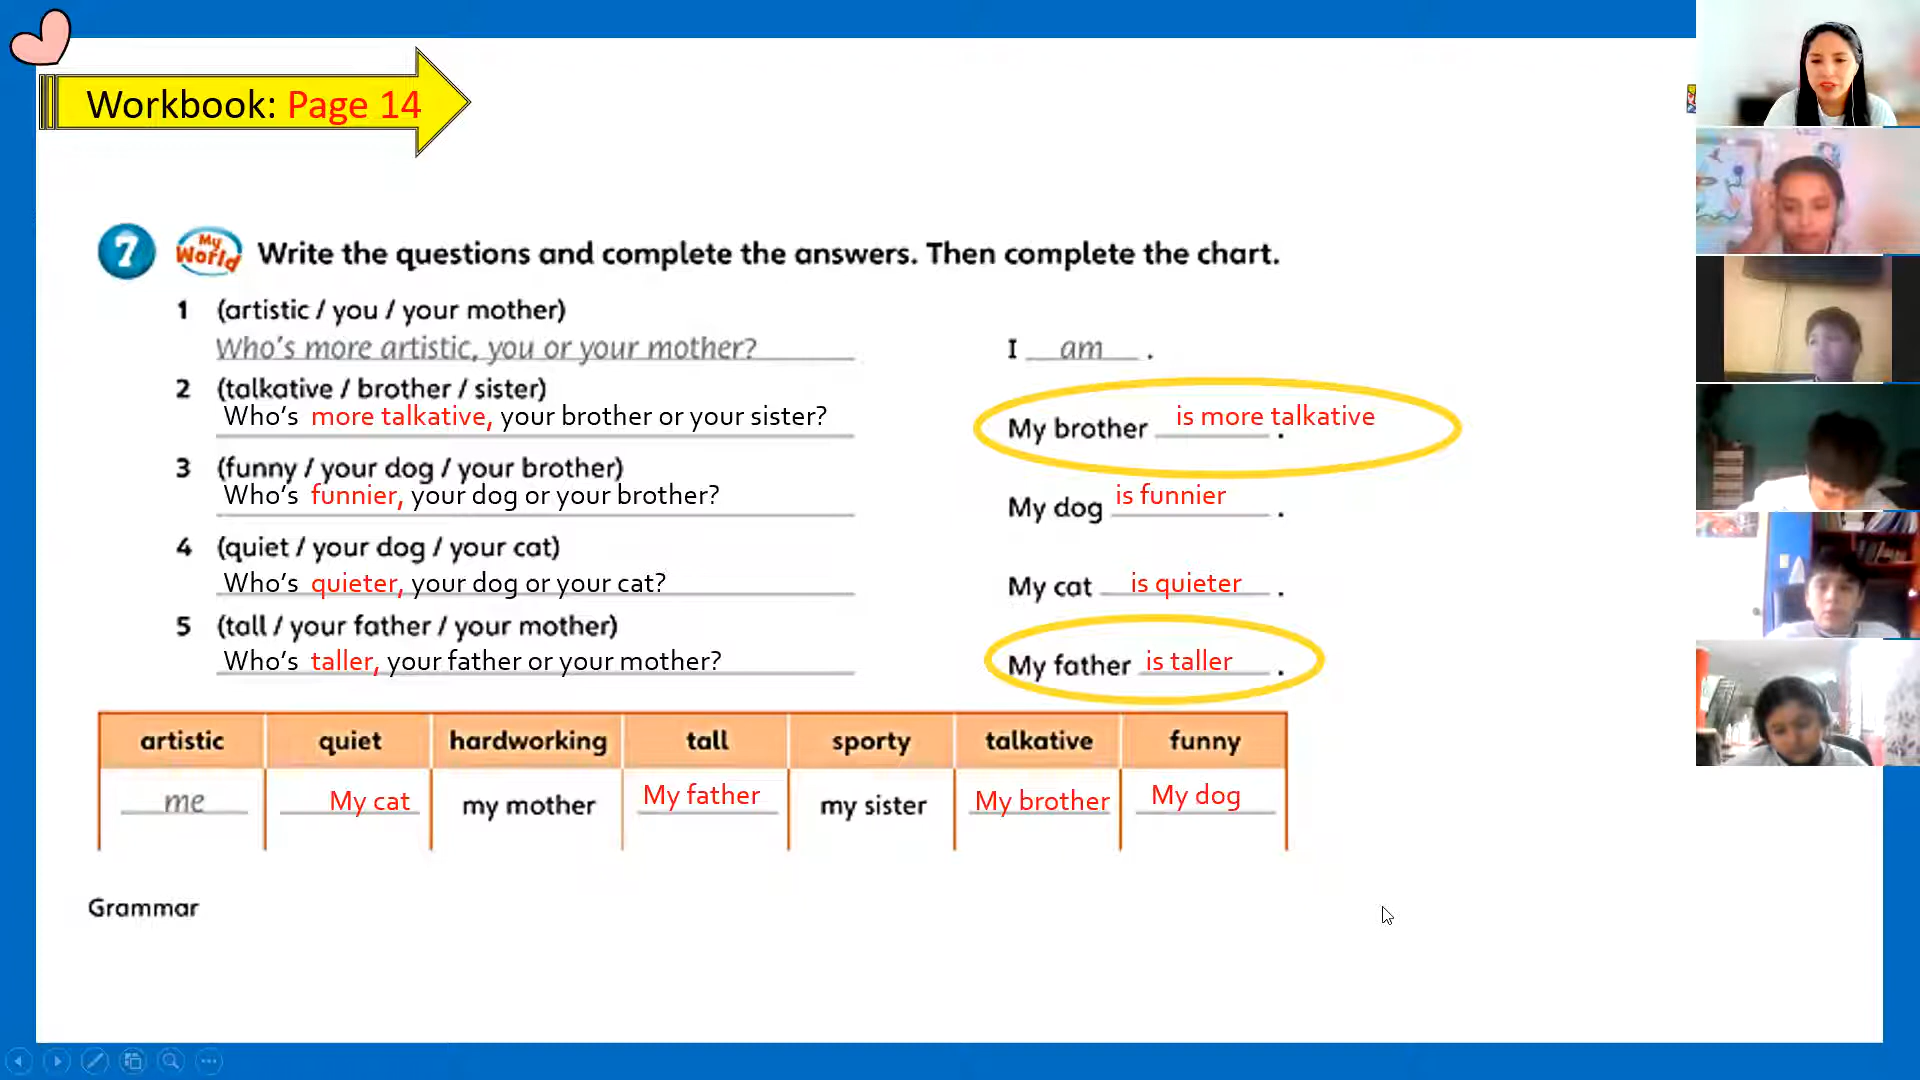 Workbook: Page 14
7 My World Write the questions and complete the answers. Then complete the chart.
1 (artistic / you / your mother)
Who's more artistic, you or your mother? I am .
2 (talkative / brother / sister)
Who's more talkative, your brother or your sister? My brother is more talkative .
3 (funny / your dog / your brother)
Who's funnier, your dog or your brother? My dog is funnier .
4 (quiet / your dog / your cat)
Who's quieter, your dog or your cat? My cat is quieter .
5 (tall / your father / your mother)
Who's taller, your father or your mother? My father is taller .
artistic quiet hardworking tall sporty talkative funny
me My cat my mother My father my sister My brother My dog
Grammar